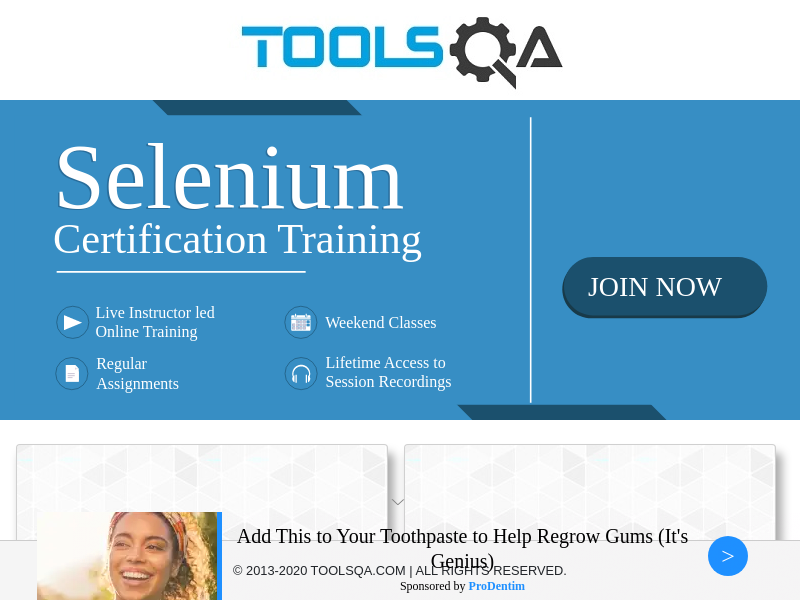 TOOLSQA
Selenium
Certification Training
Live Instructor led
Online Training
Weekend Classes
Regular
Assignments
Lifetime Access to
Session Recordings
JOIN NOW
Add This to Your Toothpaste to Help Regrow Gums (It's
Genius)
>
© 2013-2020 TOOLSQA.COM | ALL RIGHTS RESERVED.
Sponsored by ProDentim